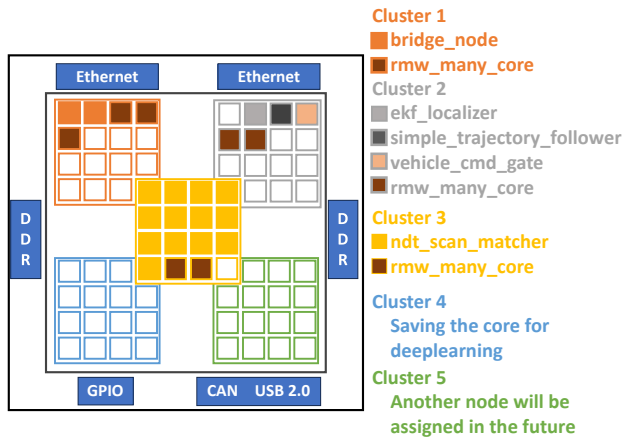 Ethernet
Ethernet
D
D
R
D
D
R
GPIO
CAN USB 2.0
Cluster 1
bridge_node
rmw_many_core
Cluster 2
ekf_localizer
simple_trajectory_follower
vehicle_cmd_gate
rmw_many_core
Cluster 3
ndt_scan_matcher
rmw_many_core
Cluster 4
Saving the core for
deeplearning
Cluster 5
Another node will be
assigned in the future